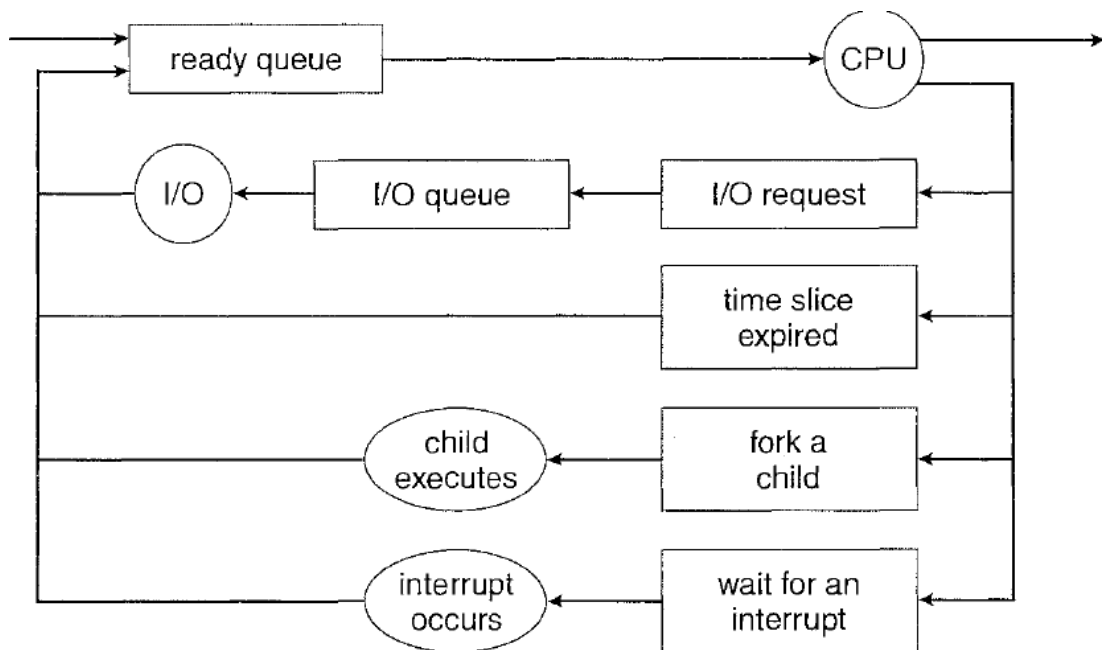 ready queue
CPU
I/O
I/O queue
I/O request
time slice
expired
child
executes
fork a
child
interrupt
occurs
wait for an
interrupt